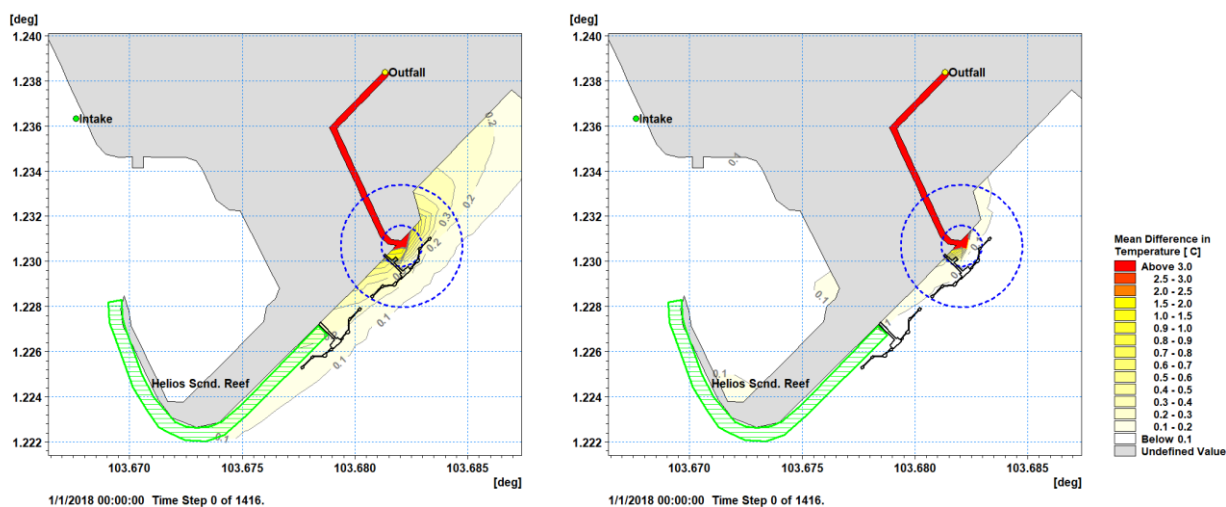 [deg]
1.240
1.238
1.236
1.234
1.232
1.230
1.228
1.226
1.224
1.222
Outfall
Intake
0.2
0.2
0.3
0.2
0.1
0.1
0.1
Helios Scnd. Reef
103.670
103.675
103.680
103.685
[deg]
1/1/2018 00:00:00 Time Step 0 of 1416.
[deg]
1.240
1.238
1.236
1.234
1.232
1.230
1.228
1.226
1.224
1.222
Outfall
Intake
0.1
0.1
0.1
Helios Scnd. Reef
103.670
103.675
103.680
103.685
[deg]
1/1/2018 00:00:00 Time Step 0 of 1416.
Mean Difference in
Temperature [ C]
Above 3.0
2.5 - 3.0
2.0 - 2.5
1.5 - 2.0
1.0 - 1.5
0.9 - 1.0
0.8 - 0.9
0.7 - 0.8
0.6 - 0.7
0.5 - 0.6
0.4 - 0.5
0.3 - 0.4
0.2 - 0.3
0.1 - 0.2
Below 0.1
Undefined Value